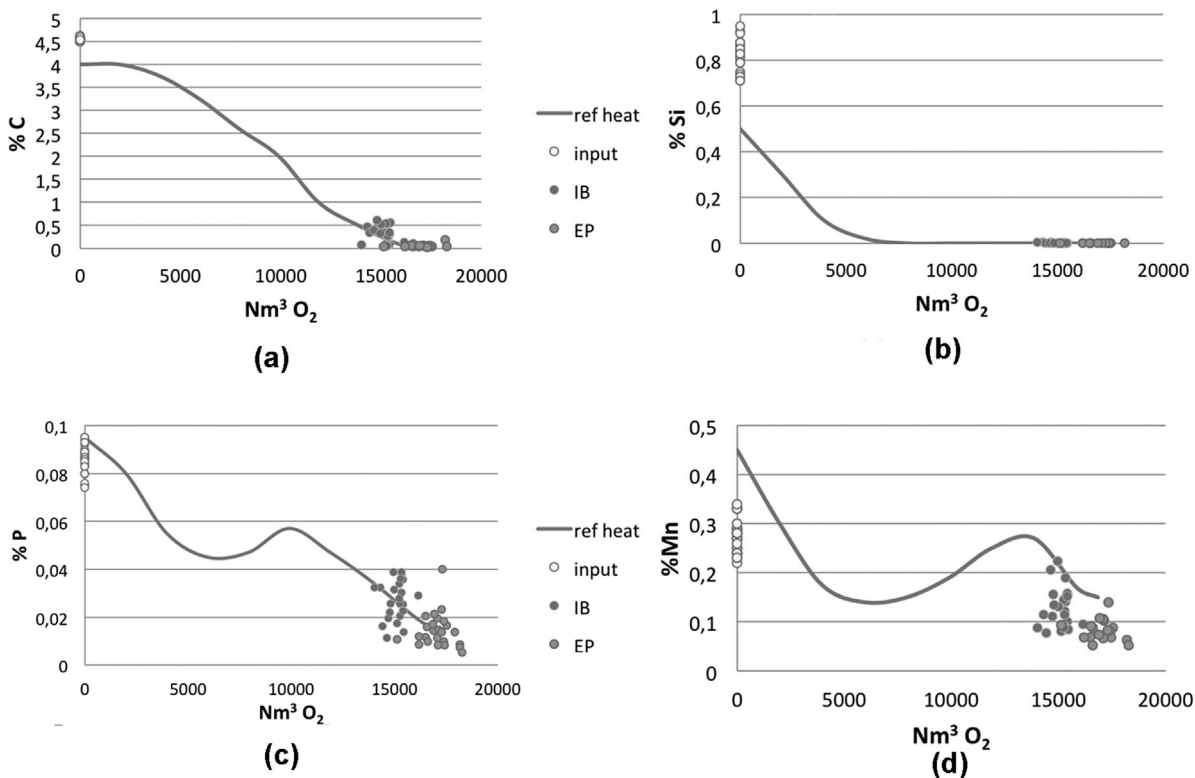 5
4,5
4
3,5
3
2,5
2
1,5
1
0,5
0
% C
0 5000 10000 15000 20000
Nm³ O₂
(a)
ref heat
input
IB
EP
1
0,8
0,6
0,4
0,2
0
% Si
0 5000 10000 15000 20000
Nm³ O₂
(b)
0,1
0,08
0,06
0,04
0,02
0
% P
0 5000 10000 15000 20000
Nm³ O₂
(c)
ref heat
input
IB
EP
0,5
0,4
0,3
0,2
0,1
0
%Mn
0 5000 10000 15000 20000
Nm³ O₂
(d)